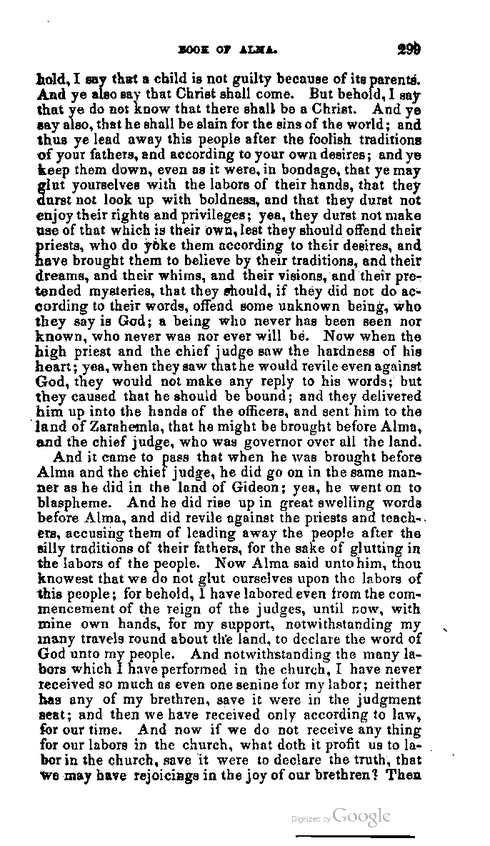 BOOK OF ALMA. 299
hold, I say that a child is not guilty because of its parents.
And ye also say that Christ shall come. But behold, I say
that ye do not know that there shall be a Christ. And ye
say also, that he shall be slain for the sins of the world; and
thus ye lead away this people after the foolish traditions
of your fathers, and according to your own desires; and ye
keep them down, even as it were, in bondage, that ye may
glut yourselves with the labors of their hands, that they
durst not look up with boldness, and that they durst not
enjoy their rights and privileges; yea, they durst not make
use of that which is their own, lest they should offend their
priests, who do yoke them according to their desires, and
have brought them to believe by their traditions, and their
dreams, and their whims, and their visions, and their pre-
tended mysteries, that they should, if they did not do ac-
cording to their words, offend some unknown being, who
they say is God; a being who never has been seen nor
known, who never was nor ever will be. Now when the
high priest and the chief judge saw the hardness of his
heart; yea, when they saw that he would revile even against
God, they would not make any reply to his words; but
they caused that he should be bound; and they delivered
him up into the hands of the officers, and sent him to the
land of Zarahemla, that he might be brought before Alma,
and the chief judge, who was governor over all the land.
And it came to pass that when he was brought before
Alma and the chief judge, he did go on in the same man-
ner as he did in the land of Gideon; yea, he went on to
blaspheme. And he did rise up in great swelling words
before Alma, and did revile against the priests and teach-
ers, accusing them of leading away the people after the
silly traditions of their fathers, for the sake of glutting in
the labors of the people. Now Alma said unto him, thou
knowest that we do not glut ourselves upon the labors of
this people; for behold, I have labored even from the com-
mencement of the reign of the judges, until now, with
mine own hands, for my support, notwithstanding my
many travels round about the land, to declare the word of
God unto my people. And notwithstanding the many la-
bors which I have performed in the church, I have never
received so much as even one senine for my labor; neither
has any of my brethren, save it were in the judgment
seat; and then we have received only according to law,
for our time. And now if we do not receive any thing
for our labors in the church, what doth it profit us to la-
bor in the church, save it were to declare the truth, that
we may have rejoicings in the joy of our brethren? Then
Digitized by Google